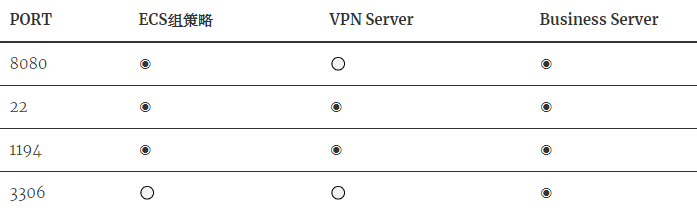 PORT ECS组策略 VPN Server Business Server
8080 ◉ ◯ ◉
22 ◉ ◉ ◉
1194 ◉ ◉ ◉
3306 ◯ ◯ ◉